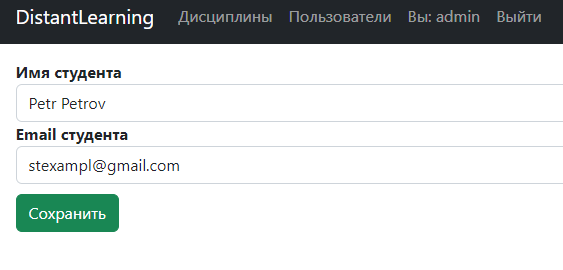 DistantLearning Дисциплины Пользователи Вы: admin Выйти
Имя студента
Petr Petrov
Email студента
stexampl@gmail.com
Сохранить